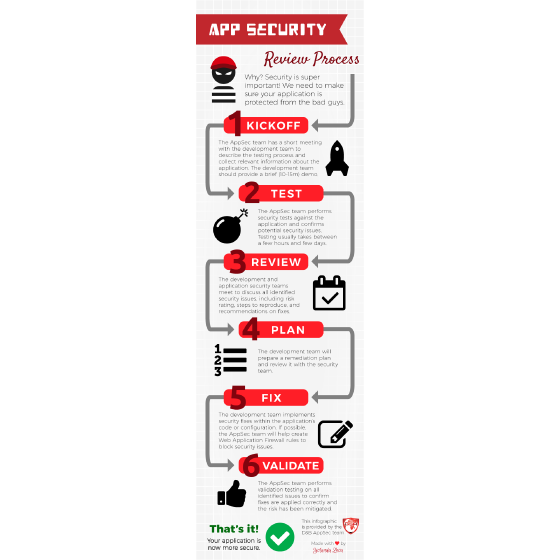 APP SECURITY
Review Process
Why? Security is super
important! We need to make
sure your application is
protected from the bad guys.
1 KICKOFF
The AppSec team has a short meeting
with the development team to
describe the testing process and
collect relevant information about the
application. The development team
should provide a brief (10-15m) demo.
2 TEST
The AppSec team performs
security tests against the
application and confirms
potential security issues.
Testing usually takes between
a few hours and few days.
3 REVIEW
The development and
application security teams
meet to discuss all identified
security issues, including risk
rating, steps to reproduce, and
recommendations on fixes.
4 PLAN
1
2
3
The development team will
prepare a remediation plan
and review it with the security
team.
5 FIX
The development team implements
security fixes within the application's
code or configuration. If possible
the AppSec team will help create
Web Application Firewall rules to
block security issues.
6 VALIDATE
The AppSec team performs
validation testing on all
identified issues to confirm
fixes are applied correctly and
the risk has been mitigated.
That's it!
Your application is
now more secure.
This infographic
is provided by the
AppSec team
Made with by